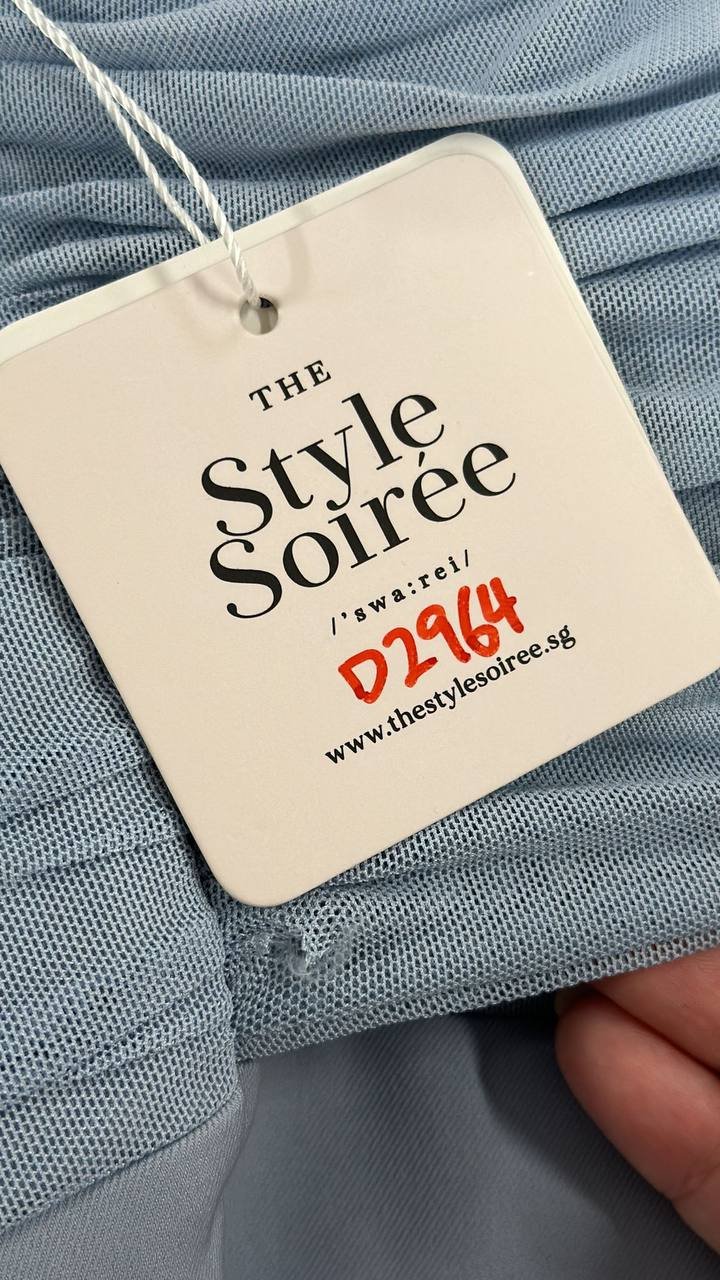 THE
Style
Soirée
/'swa:rei/
D2964
www.thestylesoiree.sg